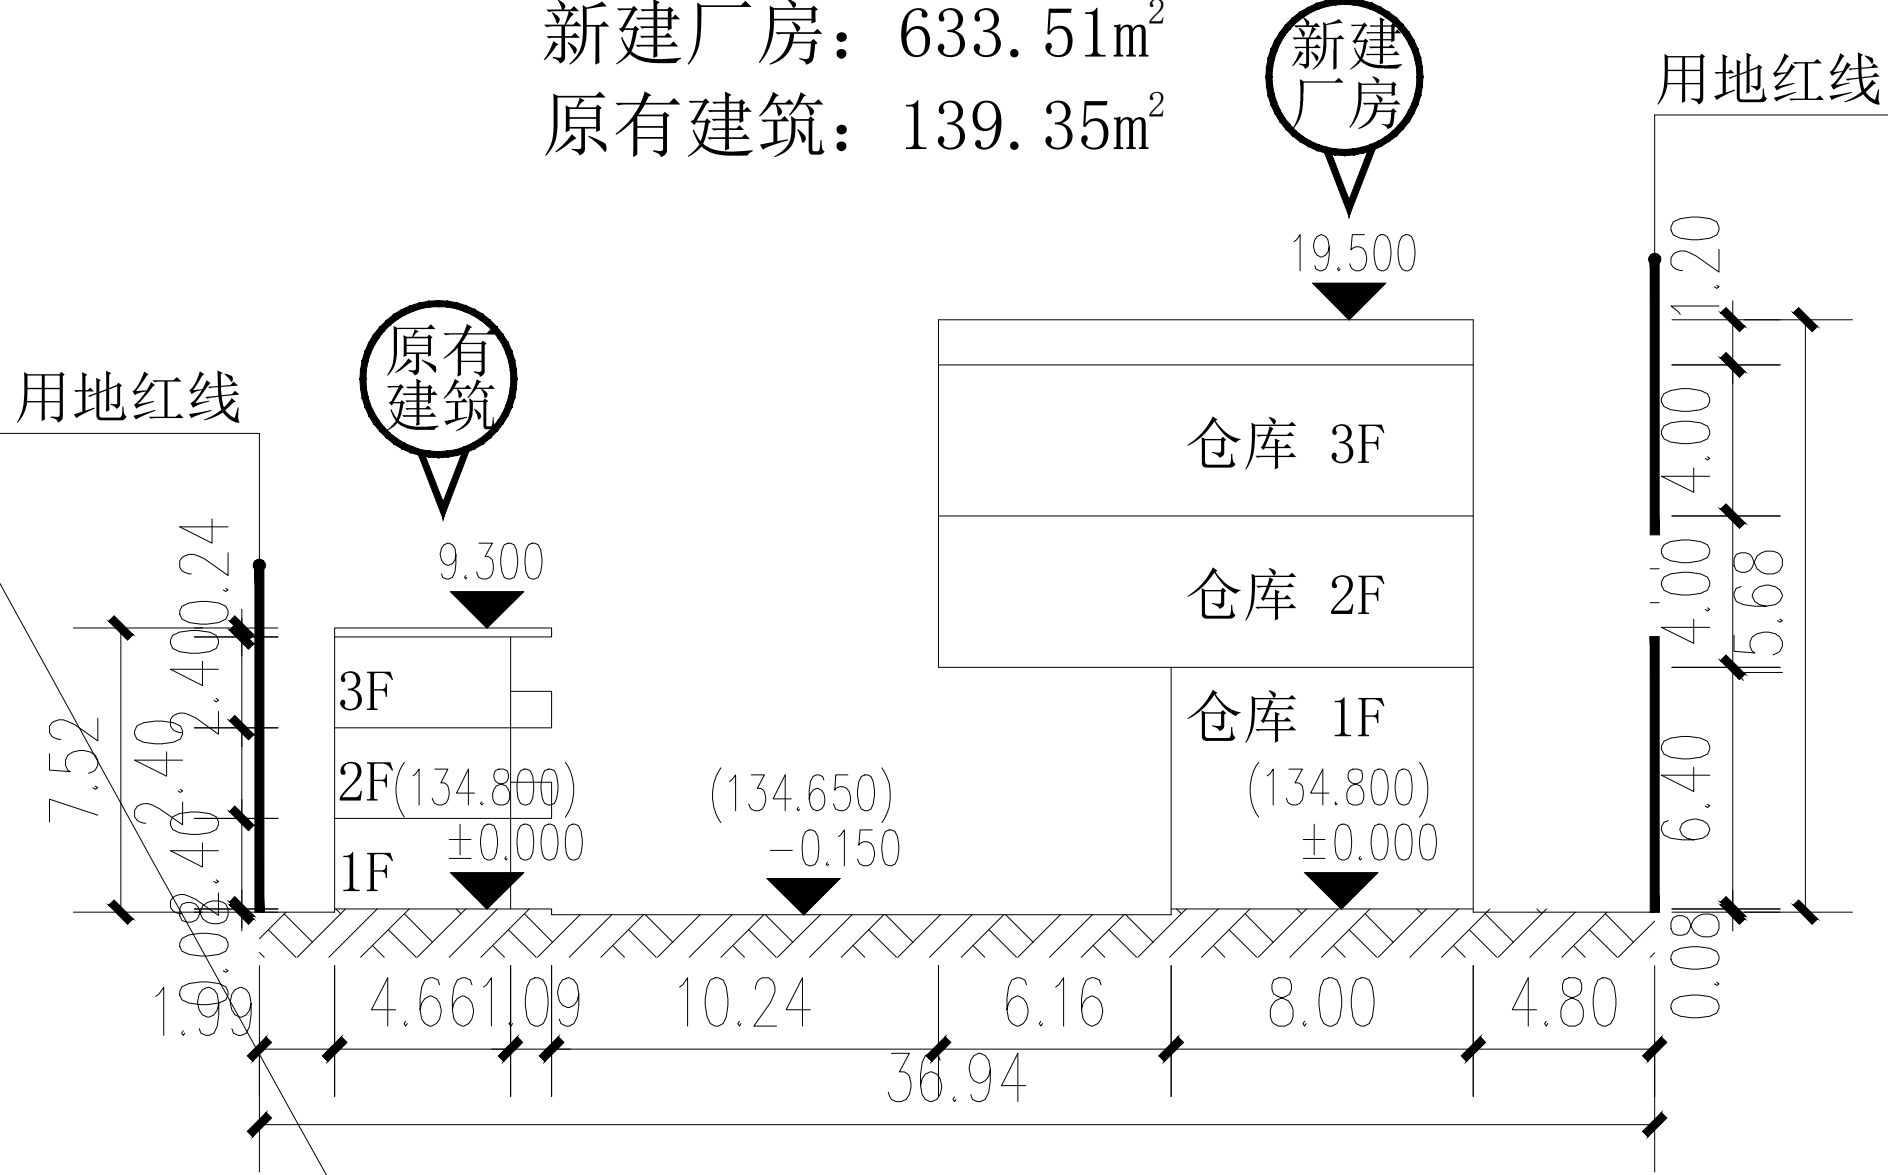 新建厂房：633.51m²
原有建筑：139.35m²
新建
厂房
用地红线
19.500
1.20
原有
建筑
用地红线
9.300
0.24
仓库 3F
4.00
仓库 2F
4.00
15.68
3F
2.40
仓库 1F
7.52
2.40
2F
(134.800)
±0.000
(134.650)
-0.150
(134.800)
±0.000
6.40
1F
2.40
0.08
0.08
1.99
4.66
1.09
10.24
6.16
8.00
4.80
36.94